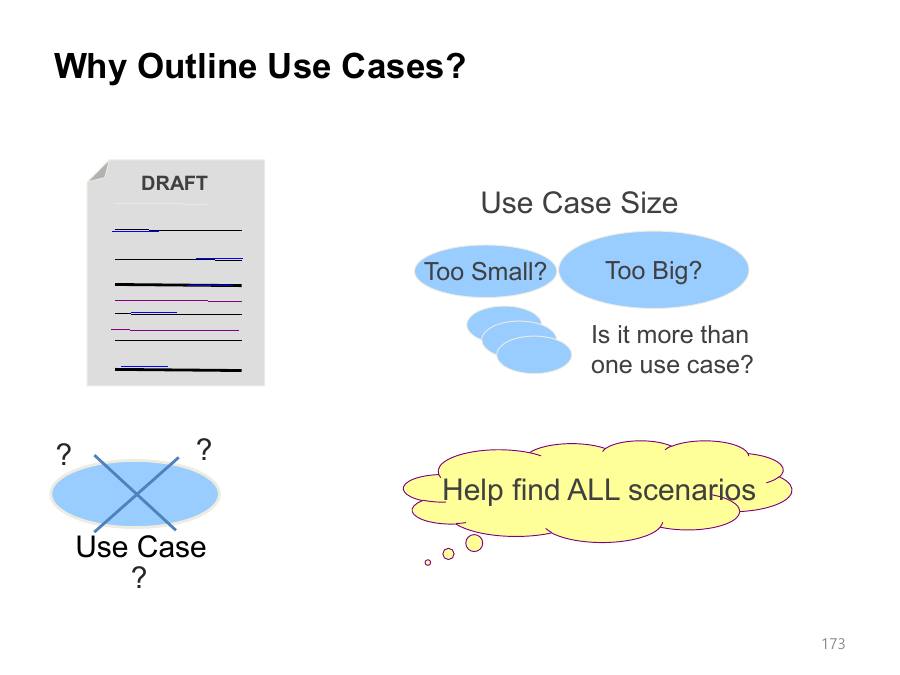 Why Outline Use Cases?
DRAFT
Use Case Size
Too Small?
Too Big?
Is it more than
one use case?
?
?
Use Case
?
Help find ALL scenarios
173